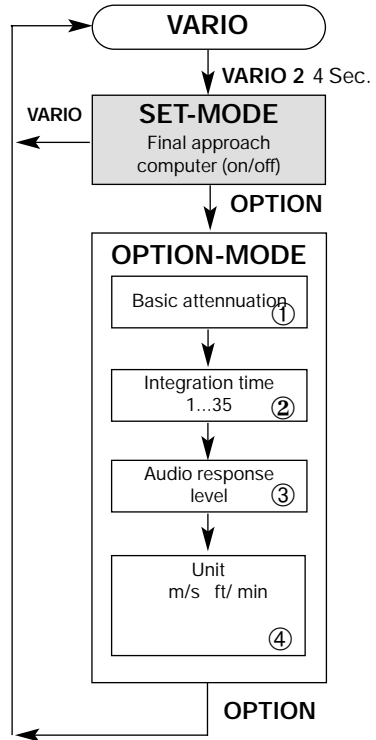 VARIO
VARIO 2 4 Sec.
VARIO
SET-MODE
Final approach
computer (on/off)
OPTION
OPTION-MODE
Basic attennuation
①
Integration time
1...35 ②
Audio response
level ③
Unit
m/s ft/ min
④
OPTION